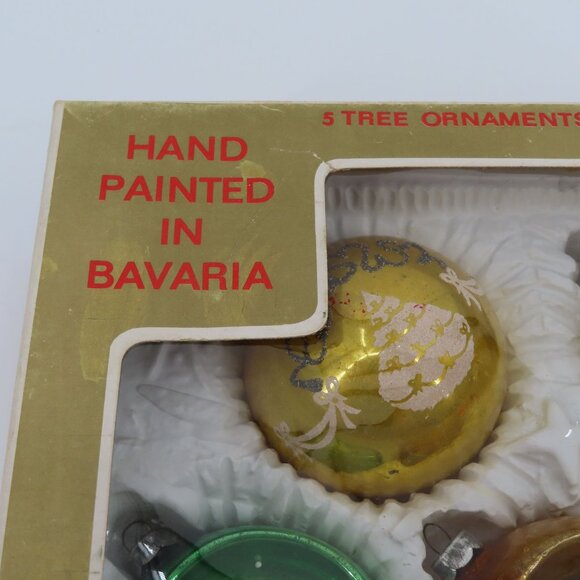 5 TREE ORNAMENTS
HAND
PAINTED
IN
BAVARIA